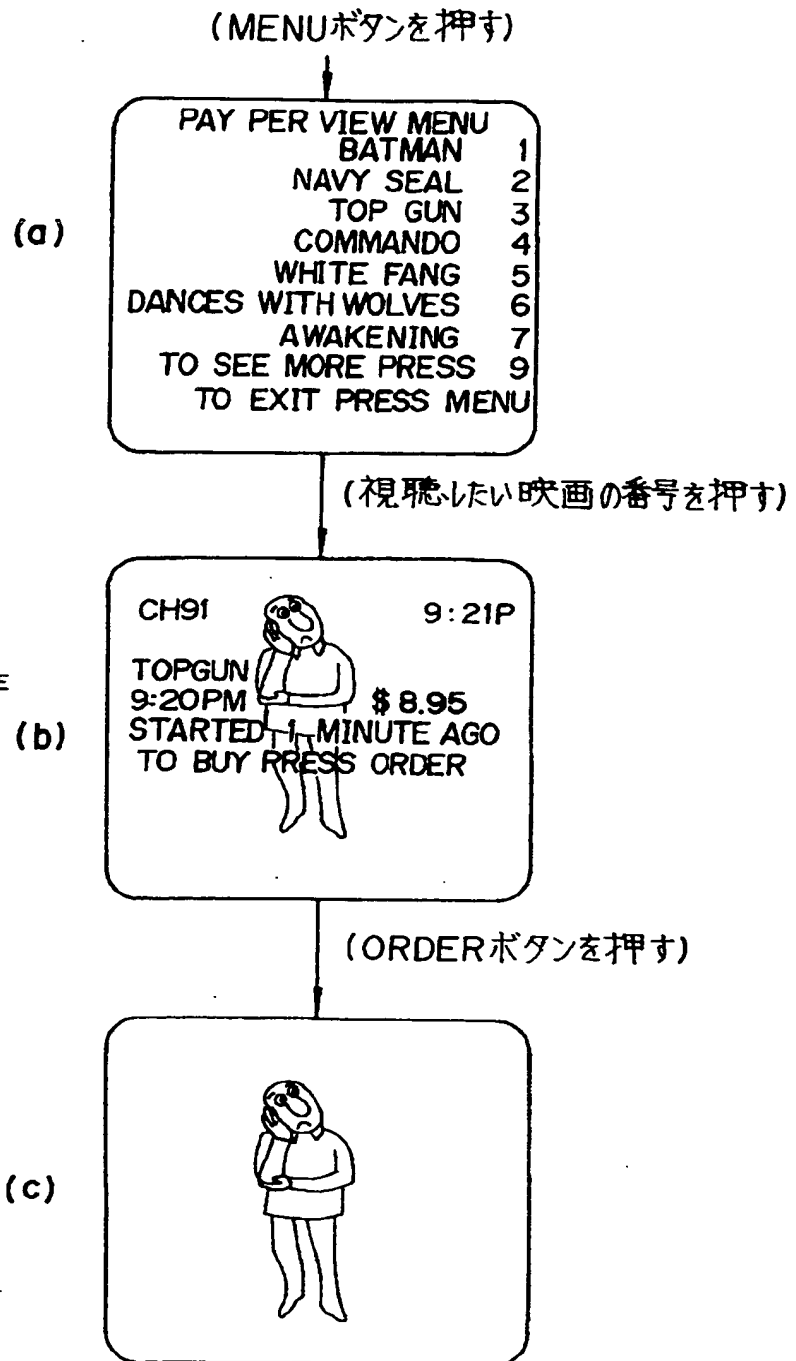 (MENUボタンを押す)
(a)
PAY PER VIEW MENU
BATMAN 1
NAVY SEAL 2
TOP GUN 3
COMMANDO 4
WHITE FANG 5
DANCES WITH WOLVES 6
AWAKENING 7
TO SEE MORE PRESS 9
TO EXIT PRESS MENU
(視聴したい映画の番号を押す)
(b)
CH91 9:21P
TOPGUN
9:20PM $8.95
STARTED 1 MINUTE AGO
TO BUY PRESS ORDER
(ORDERボタンを押す)
(c)